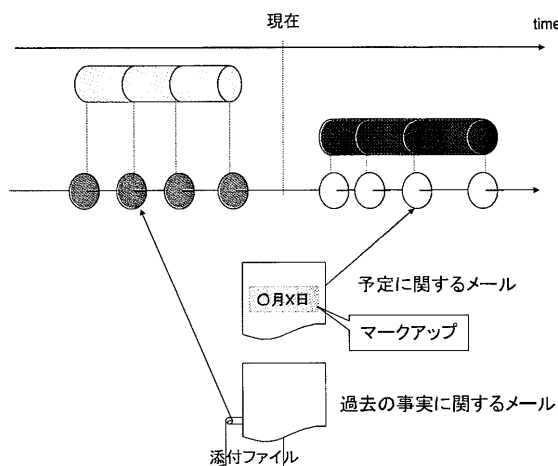 現在
time
〇月×日
予定に関するメール
マークアップ
過去の事実に関するメール
添付ファイル